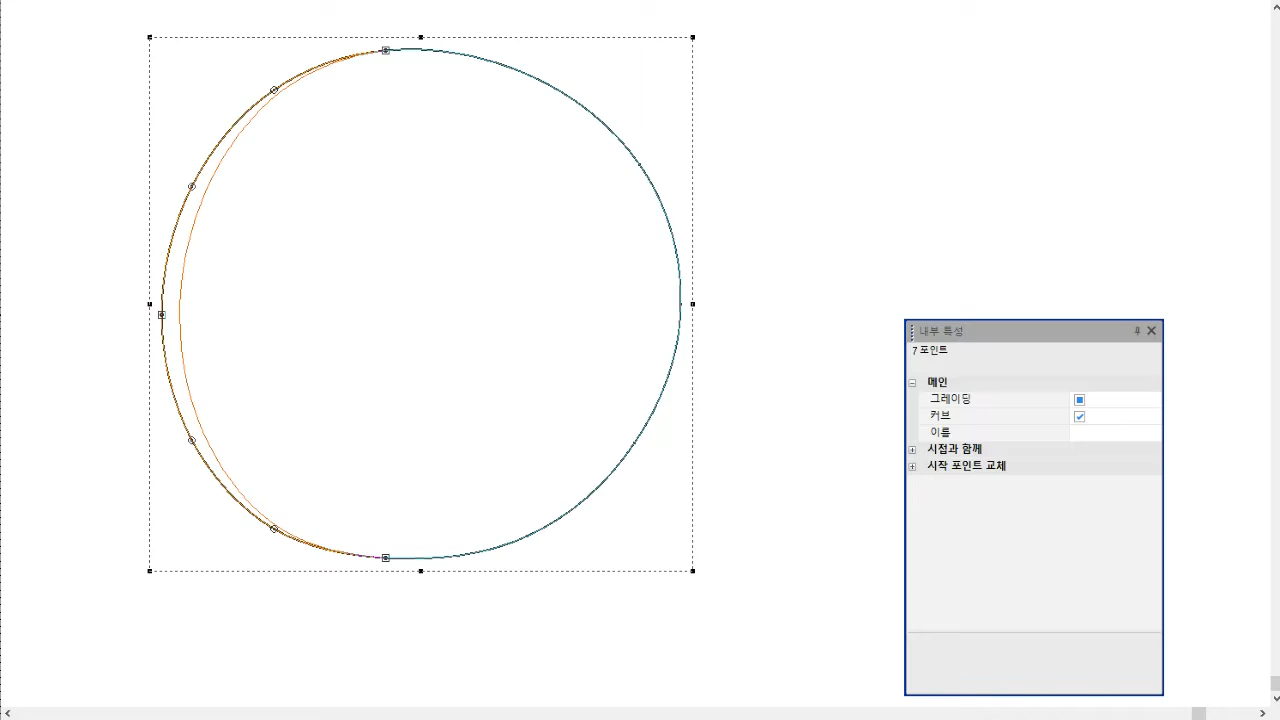 내부 특성
7 포인트
메인
그레이딩
커브
이름
시접과 함께
시작 포인트 교체